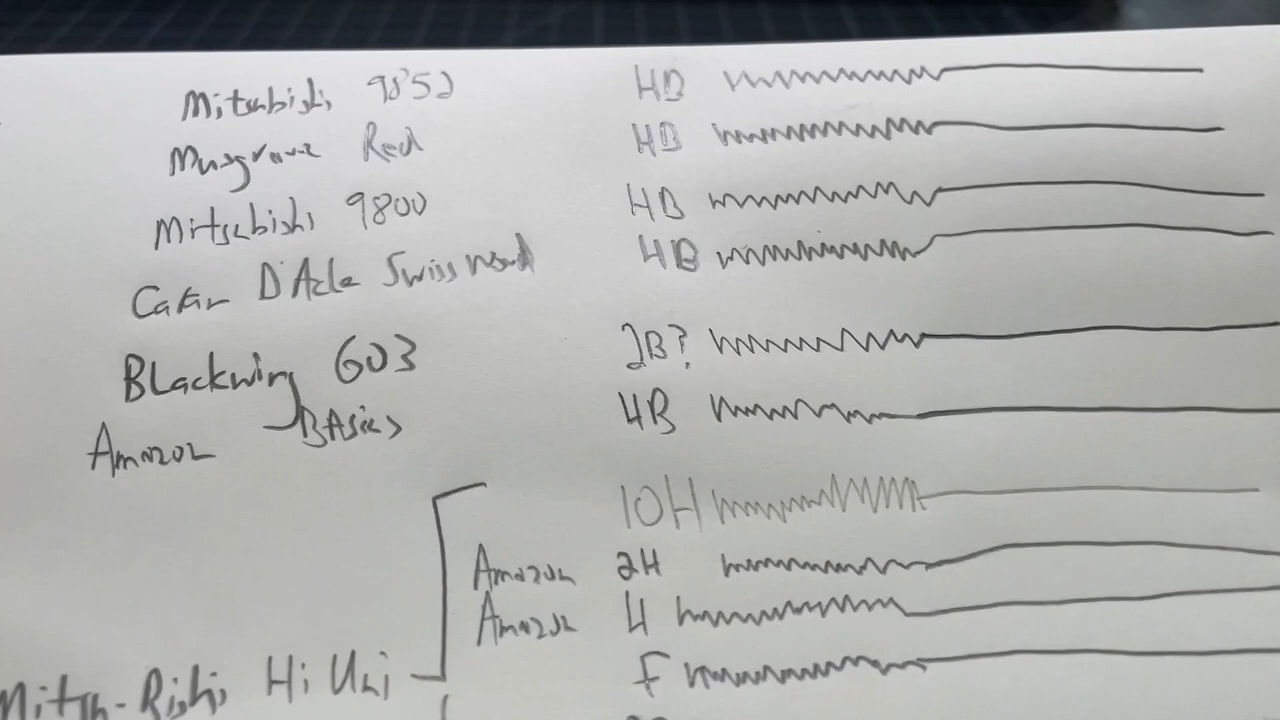 Mitsubishi 9852 HB
Musgrave Red HB
Mitsubishi 9800 HB
Caran D'Ache Swiss wood HB
Blackwing 603 2B?
Amazon BASics 4B
10H
Amazon 2H
Amazon H
Mitsu-Bishi Hi Uni F